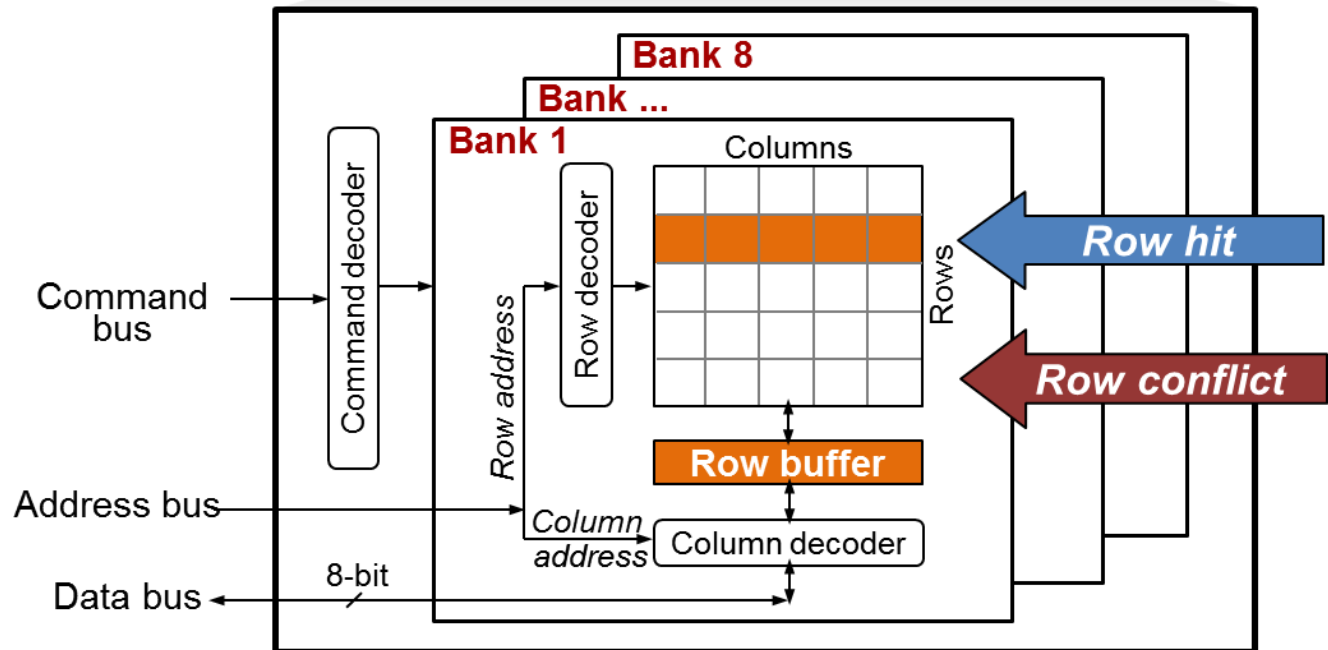 Bank 8
Bank ...
Bank 1
Columns
Command decoder
Row decoder
Rows
Row hit
Command
bus
Row address
Row conflict
Row buffer
Address bus
Column
address
Column decoder
8-bit
Data bus